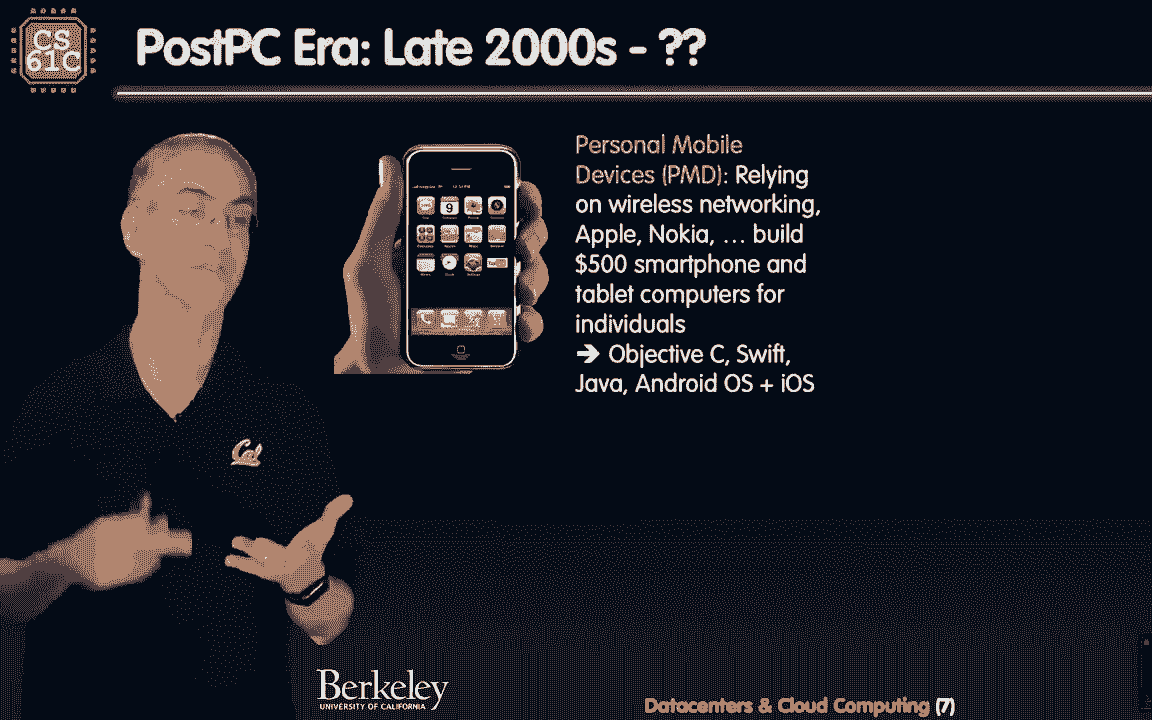 CS
61C
PostPC Era: Late 2000s - ??
Personal Mobile
Devices (PMD): Relying
on wireless networking,
Apple, Nokia, … build
$500 smartphone and
tablet computers for
individuals
➔ Objective C, Swift,
Java, Android OS + iOS
9
Cal
Berkeley
UNIVERSITY OF CALIFORNIA
Datacenters & Cloud Computing (7)